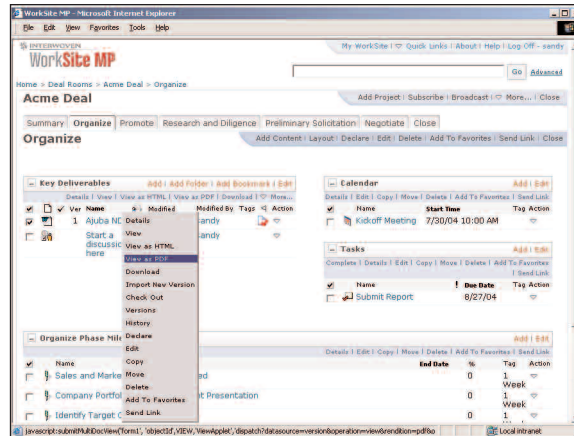 WorkSite MP - Microsoft Internet Explorer
File Edit View Favorites Tools Help
INTERWOVEN
WorkSite MP
My WorkSite | Quick Links | About | Help | Log Off - sandy
Go Advanced
Home > Deal Rooms > Acme Deal > Organize
Acme Deal
Add Project | Subscribe | Broadcast | More... | Close
Summary Organize Promote Research and Diligence Preliminary Solicitation Negotiate Close
Organize
Add Content | Layout | Declare | Edit | Delete | Add To Favorites | Send Link | Close
Key Deliverables
Add | Add Folder | Add Bookmark | Edit
Details | View | View as HTML | View as PDF | Download | More...
Ver Name Modified Modified By Tags Action
1 Ajuba ND
sandy
Start a
discussio
here
sandy
Details
View
View as HTML
View as PDF
Download
Import New Version
Check Out
Versions
History
Declare
Edit
Copy
Move
Delete
Add To Favorites
Send Link
Calendar
Add | Edit
Details | Edit | Copy | Move | Delete | Add To Favorites | Send Link
Name Start Time Tag Action
Kickoff Meeting 7/30/04 10:00 AM
Tasks
Add | Edit
Complete | Details | Edit | Copy | Move | Delete | Add To Favorites
| Send Link
Name ! Due Date Tag Action
Submit Report 8/27/04
Organize Phase Mile
Add | Edit
Details | Edit | Copy | Move | Delete | Add To Favorites | Send Link
Name End Date % Tag Action
Sales and Marke ed 0 1
Week
Company Portfol t Presentation 0 1
Week
Identify Target C 0 1
Week
javascript:submitMultiDocView('form1', 'objectId',VIEW,'ViewApplet','dispatch?datasource=version&operation=view&rendition=pdf&o
Local intranet